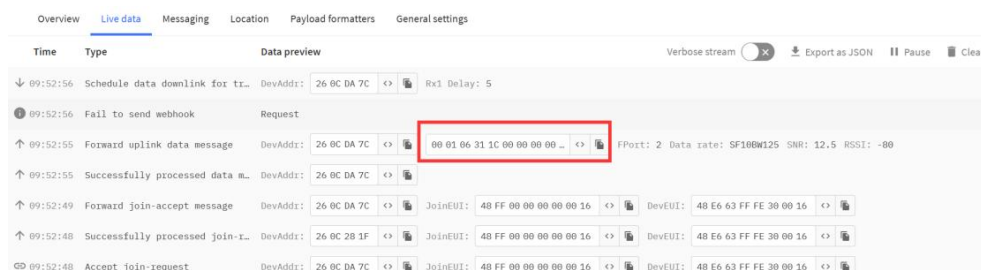 Overview Live data Messaging Location Payload formatters General settings
Time Type Data preview Verbose stream Export as JSON Pause Clea
09:52:56 Schedule data downlink for tr… DevAddr: 26 0C DA 7C Rx1 Delay: 5
09:52:56 Fail to send webhook Request
09:52:55 Forward uplink data message DevAddr: 26 0C DA 7C 00 01 06 31 1C 00 00 00 00 … FPort: 2 Data rate: SF10BW125 SNR: 12.5 RSSI: -80
09:52:55 Successfully processed data m… DevAddr: 26 0C DA 7C
09:52:49 Forward join-accept message DevAddr: 26 0C DA 7C JoinEUI: 48 FF 00 00 00 00 00 16 DevEUI: 48 E6 63 FF FE 30 00 16
09:52:48 Successfully processed join-r… DevAddr: 26 0C 28 1F JoinEUI: 48 FF 00 00 00 00 00 16 DevEUI: 48 E6 63 FF FE 30 00 16
09:52:48 Accept join-request DevAddr: 26 0C DA 7C JoinEUI: 48 FF 00 00 00 00 00 16 DevEUI: 48 E6 63 FF FE 30 00 16